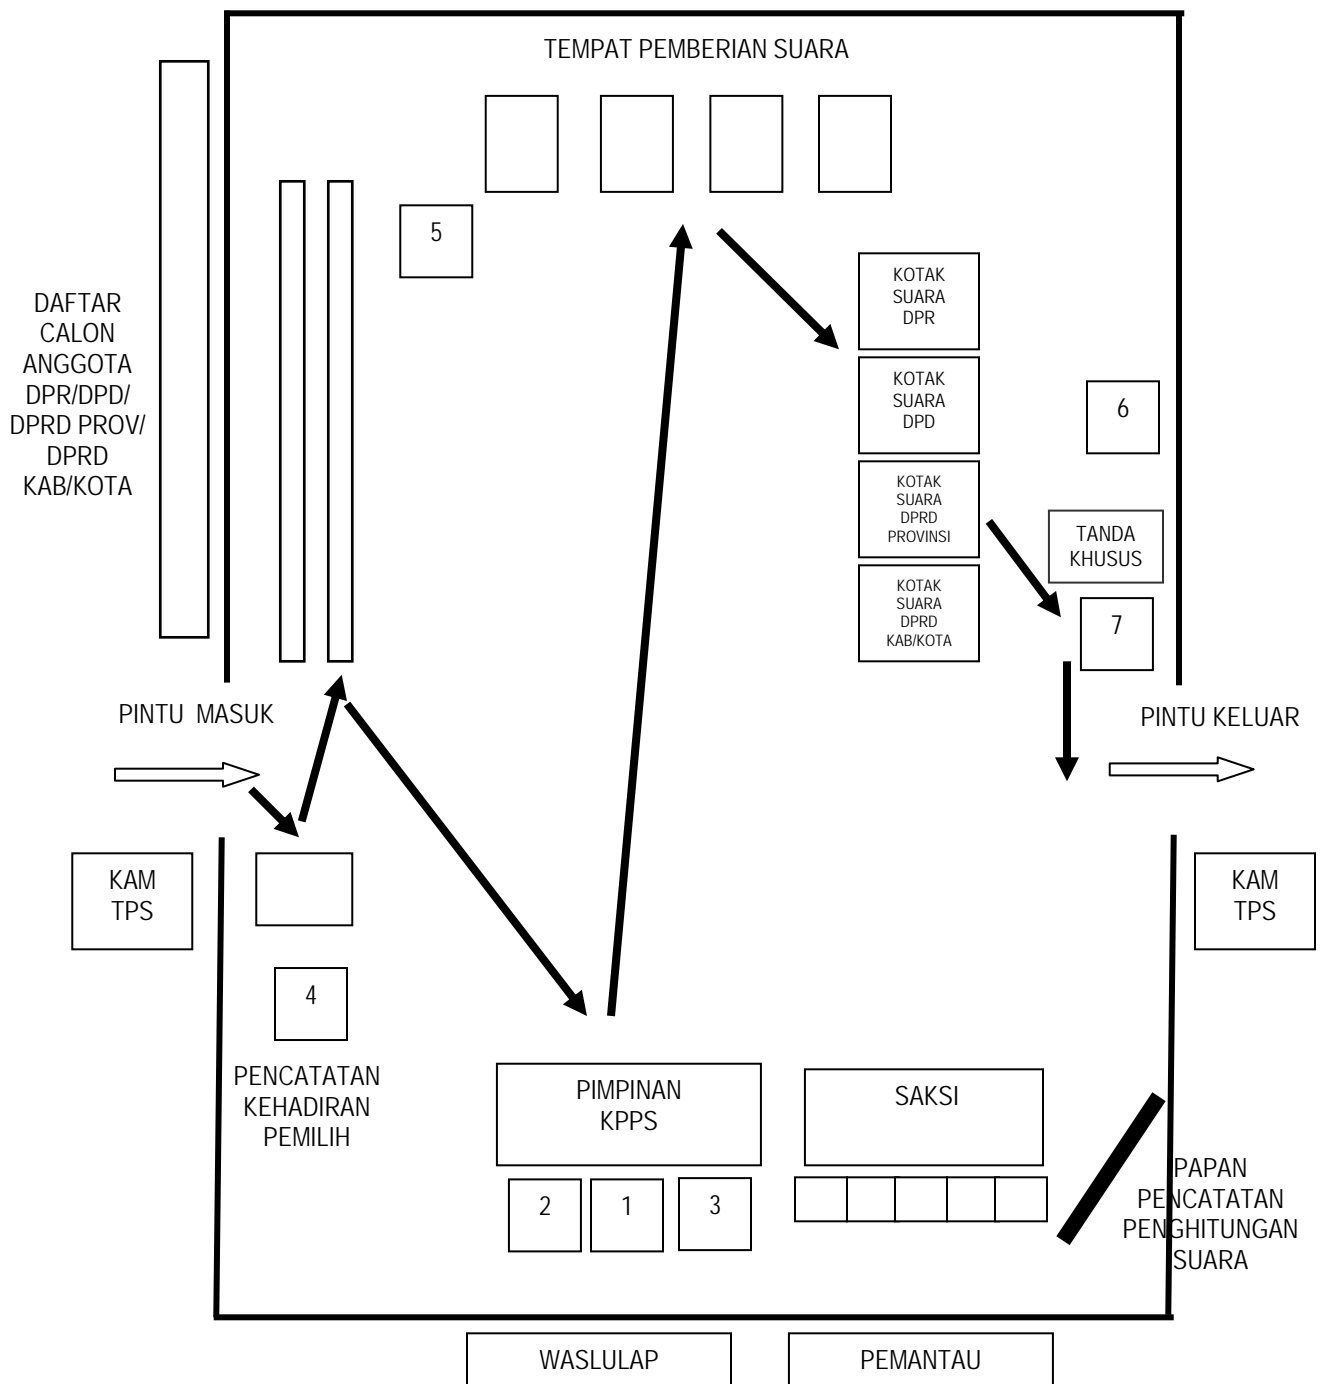 TEMPAT PEMBERIAN SUARA
5
KOTAK
SUARA
DPR
DAFTAR
CALON
ANGGOTA
DPR/DPD/
DPRD PROV/
DPRD
KAB/KOTA
KOTAK
SUARA
DPD
6
KOTAK
SUARA
DPRD
PROVINSI
TANDA
KHUSUS
KOTAK
SUARA
DPRD
KAB/KOTA
7
PINTU MASUK
PINTU KELUAR
KAM
TPS
KAM
TPS
4
PENCATATAN
KEHADIRAN
PEMILIH
PIMPINAN
KPPS
SAKSI
2
1
3
PAPAN
PENCATATAN
PENGHITUNGAN
SUARA
WASLULAP
PEMANTAU